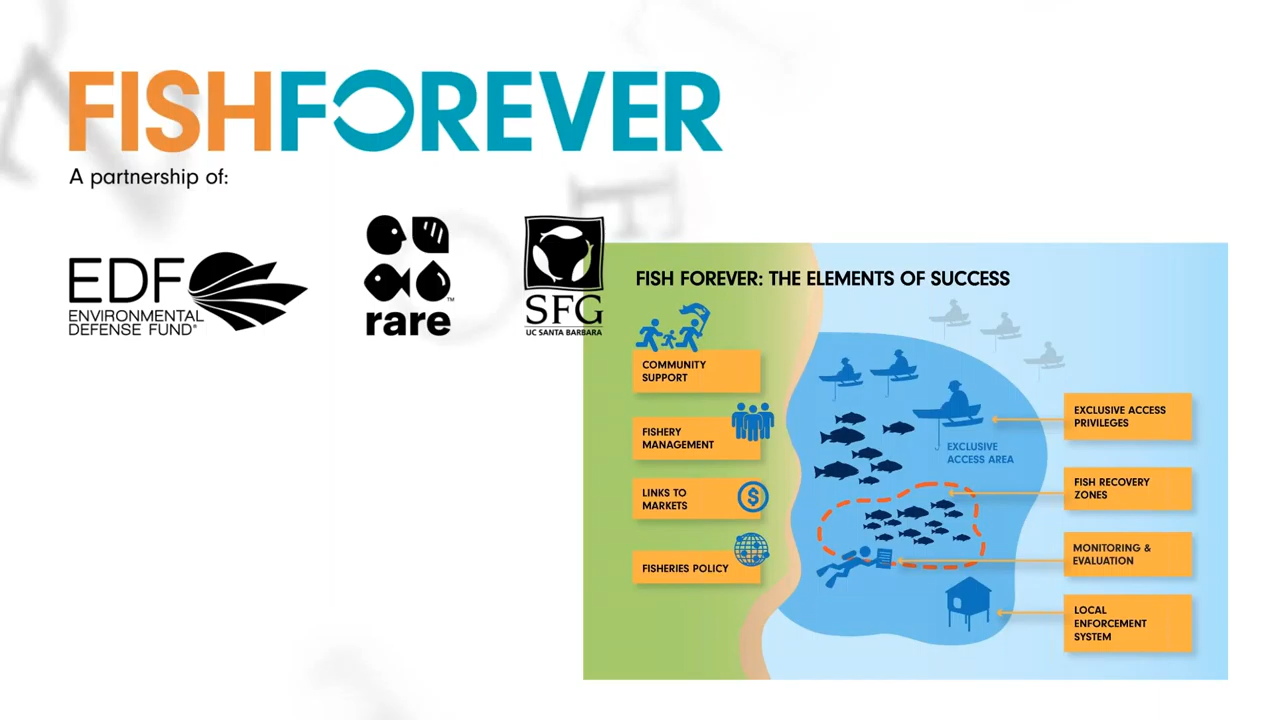 FISHFOREVER
A partnership of:
EDF
ENVIRONMENTAL
DEFENSE FUND®
rare™
SFG
UC SANTA BARBARA
FISH FOREVER: THE ELEMENTS OF SUCCESS
COMMUNITY
SUPPORT
FISHERY
MANAGEMENT
LINKS TO
MARKETS
$
FISHERIES POLICY
EXCLUSIVE
ACCESS AREA
EXCLUSIVE ACCESS
PRIVILEGES
FISH RECOVERY
ZONES
MONITORING &
EVALUATION
LOCAL
ENFORCEMENT
SYSTEM